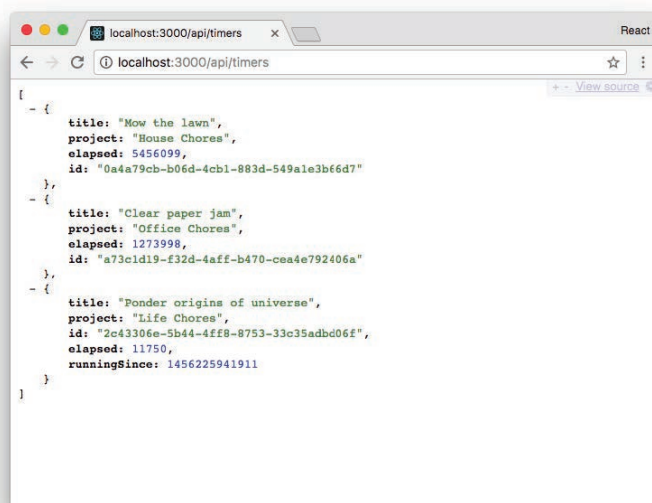 localhost:3000/api/timers
React
localhost:3000/api/timers
+ - View source
[
- {
title: "Mow the lawn",
project: "House Chores",
elapsed: 5456099,
id: "0a4a79cb-b06d-4cb1-883d-549a1e3b66d7"
},
- {
title: "Clear paper jam",
project: "Office Chores",
elapsed: 1273998,
id: "a73c1d19-f32d-4aff-b470-cea4e792406a"
},
- {
title: "Ponder origins of universe",
project: "Life Chores",
id: "2c43306e-5b44-4ff8-8753-33c35adbd06f",
elapsed: 11750,
runningSince: 1456225941911
}
]